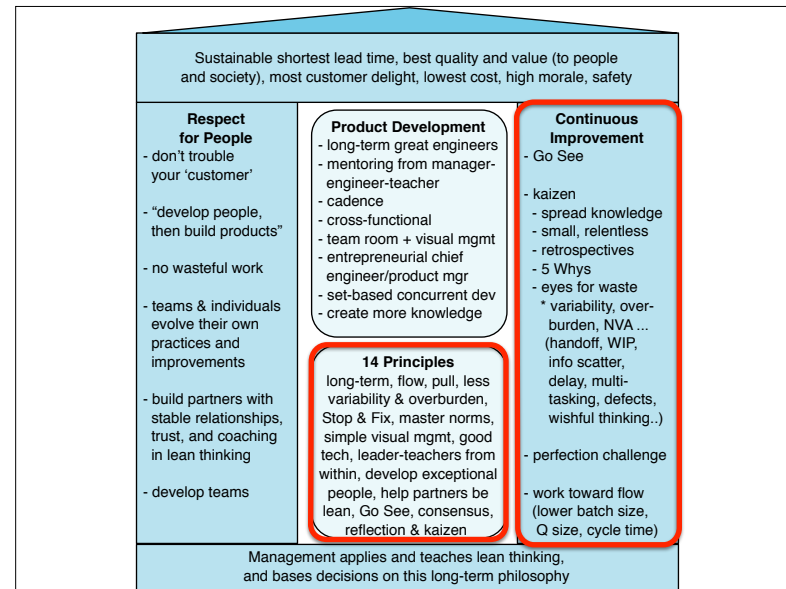 Sustainable shortest lead time, best quality and value (to people
and society), most customer delight, lowest cost, high morale, safety
Respect
for People
- don't trouble
your 'customer'
- “develop people,
then build products”
- no wasteful work
- teams & individuals
evolve their own
practices and
improvements
- build partners with
stable relationships,
trust, and coaching
in lean thinking
- develop teams
Product Development
- long-term great engineers
- mentoring from manager-
engineer-teacher
- cadence
- cross-functional
- team room + visual mgmt
- entrepreneurial chief
engineer/product mgr
- set-based concurrent dev
- create more knowledge
14 Principles
long-term, flow, pull, less
variability & overburden,
Stop & Fix, master norms,
simple visual mgmt, good
tech, leader-teachers from
within, develop exceptional
people, help partners be
lean, Go See, consensus,
reflection & kaizen
Continuous
Improvement
- Go See
- kaizen
- spread knowledge
- small, relentless
- retrospectives
- 5 Whys
- eyes for waste
* variability, over-
burden, NVA ...
(handoff, WIP,
info scatter,
delay, multi-
tasking, defects,
wishful thinking..)
- perfection challenge
- work toward flow
(lower batch size,
Q size, cycle time)
Management applies and teaches lean thinking,
and bases decisions on this long-term philosophy